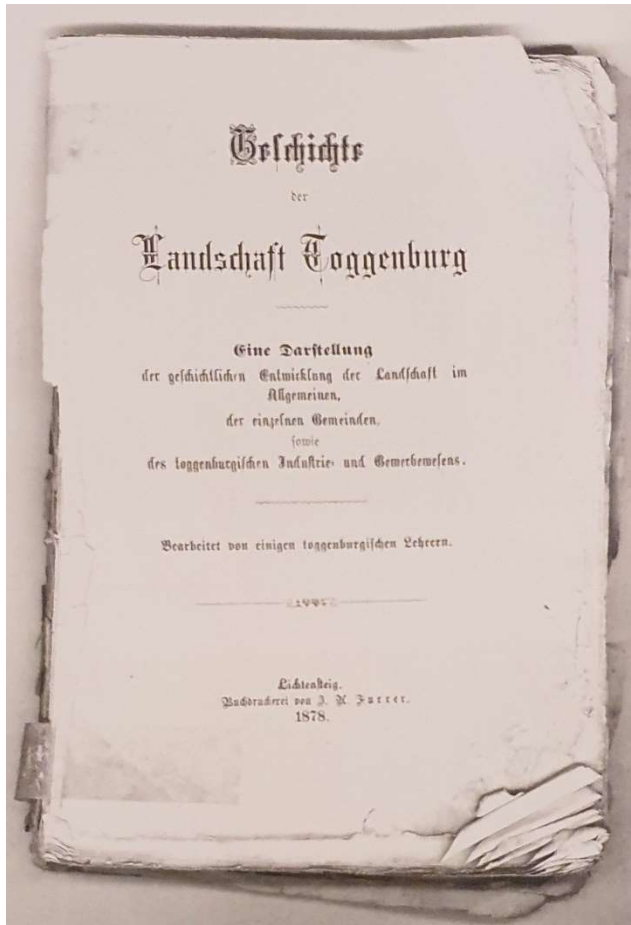 Geschichte
der
Landschaft Toggenburg
Eine Darstellung
der geschichtlichen Entwicklung der Landschaft im
Allgemeinen,
der einzelnen Gemeinden,
sowie
des toggenburgischen Industrie- und Gewerbewesens.
Bearbeitet von einigen toggenburgischen Lehrern.
Lichtensteig.
Buchdruckerei von J. Furrer.
1878.